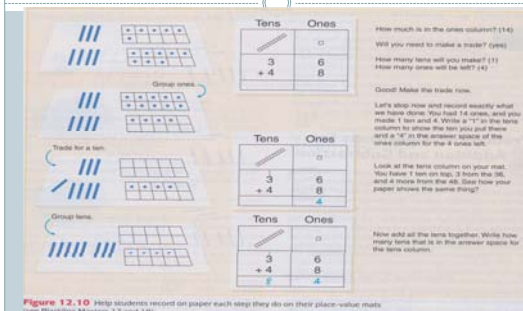 Tens Ones
3 6
+ 4 8
How much is in the ones column? (14)
Will you need to make a trade? (yes)
How many tens will you make? (1)
How many ones will be left? (4)
Group ones.
Good! Make the trade now.
Let's stop now and record exactly what
we have done. You had 14 ones, and you
made 1 ten and 4. Write a "1" in the tens
column to show the ten you put there
and a "4" in the answer space of the
ones column for the 4 ones left.
Trade for a ten.
Tens Ones
3 6
+ 4 8
4
Look at the tens column on your mat.
You have 1 ten on top, 3 from the 36,
and 4 more from the 48. See how your
paper shows the same thing?
Group tens.
Tens Ones
3 6
+ 4 8
8 4
Now add all the tens together. Write how
many tens that is in the answer space for
the tens column.
Figure 12.10 Help students record on paper each step they do on their place-value mats